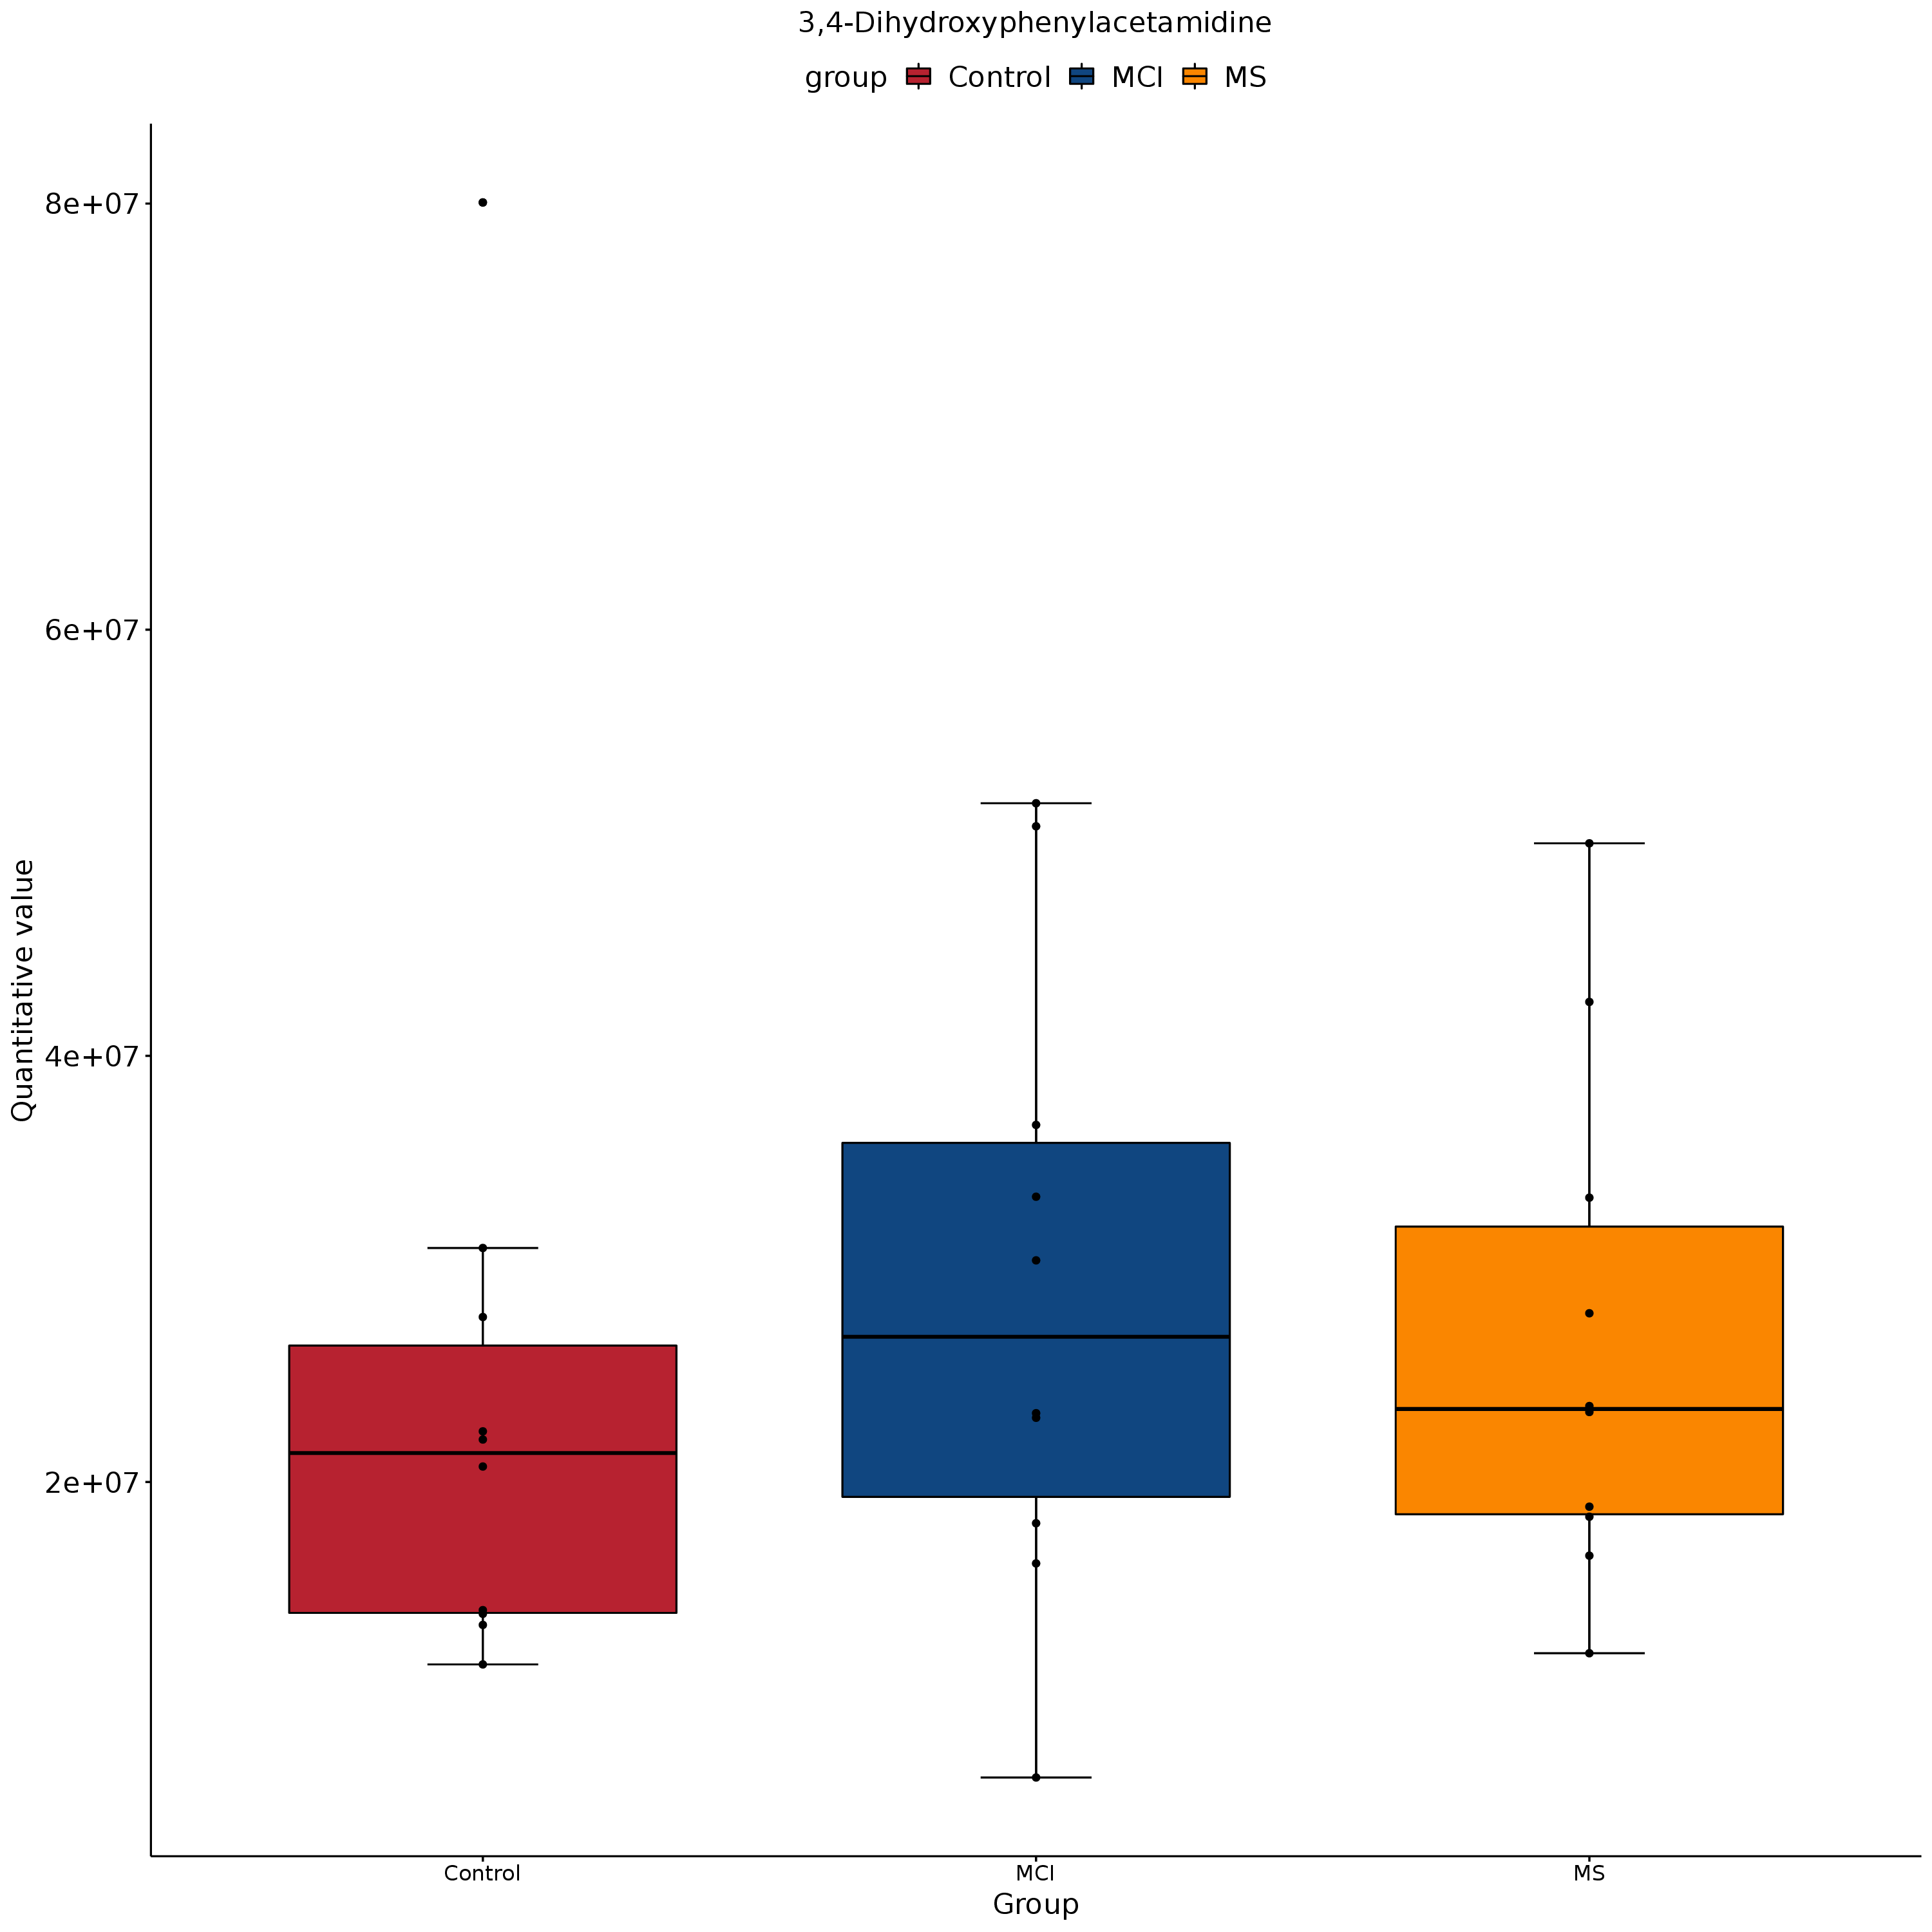 3,4-Dihydroxyphenylacetamidine
group Control MCI MS
8e+07
6e+07
4e+07
2e+07
Quantitative value
Control MCI MS
Group